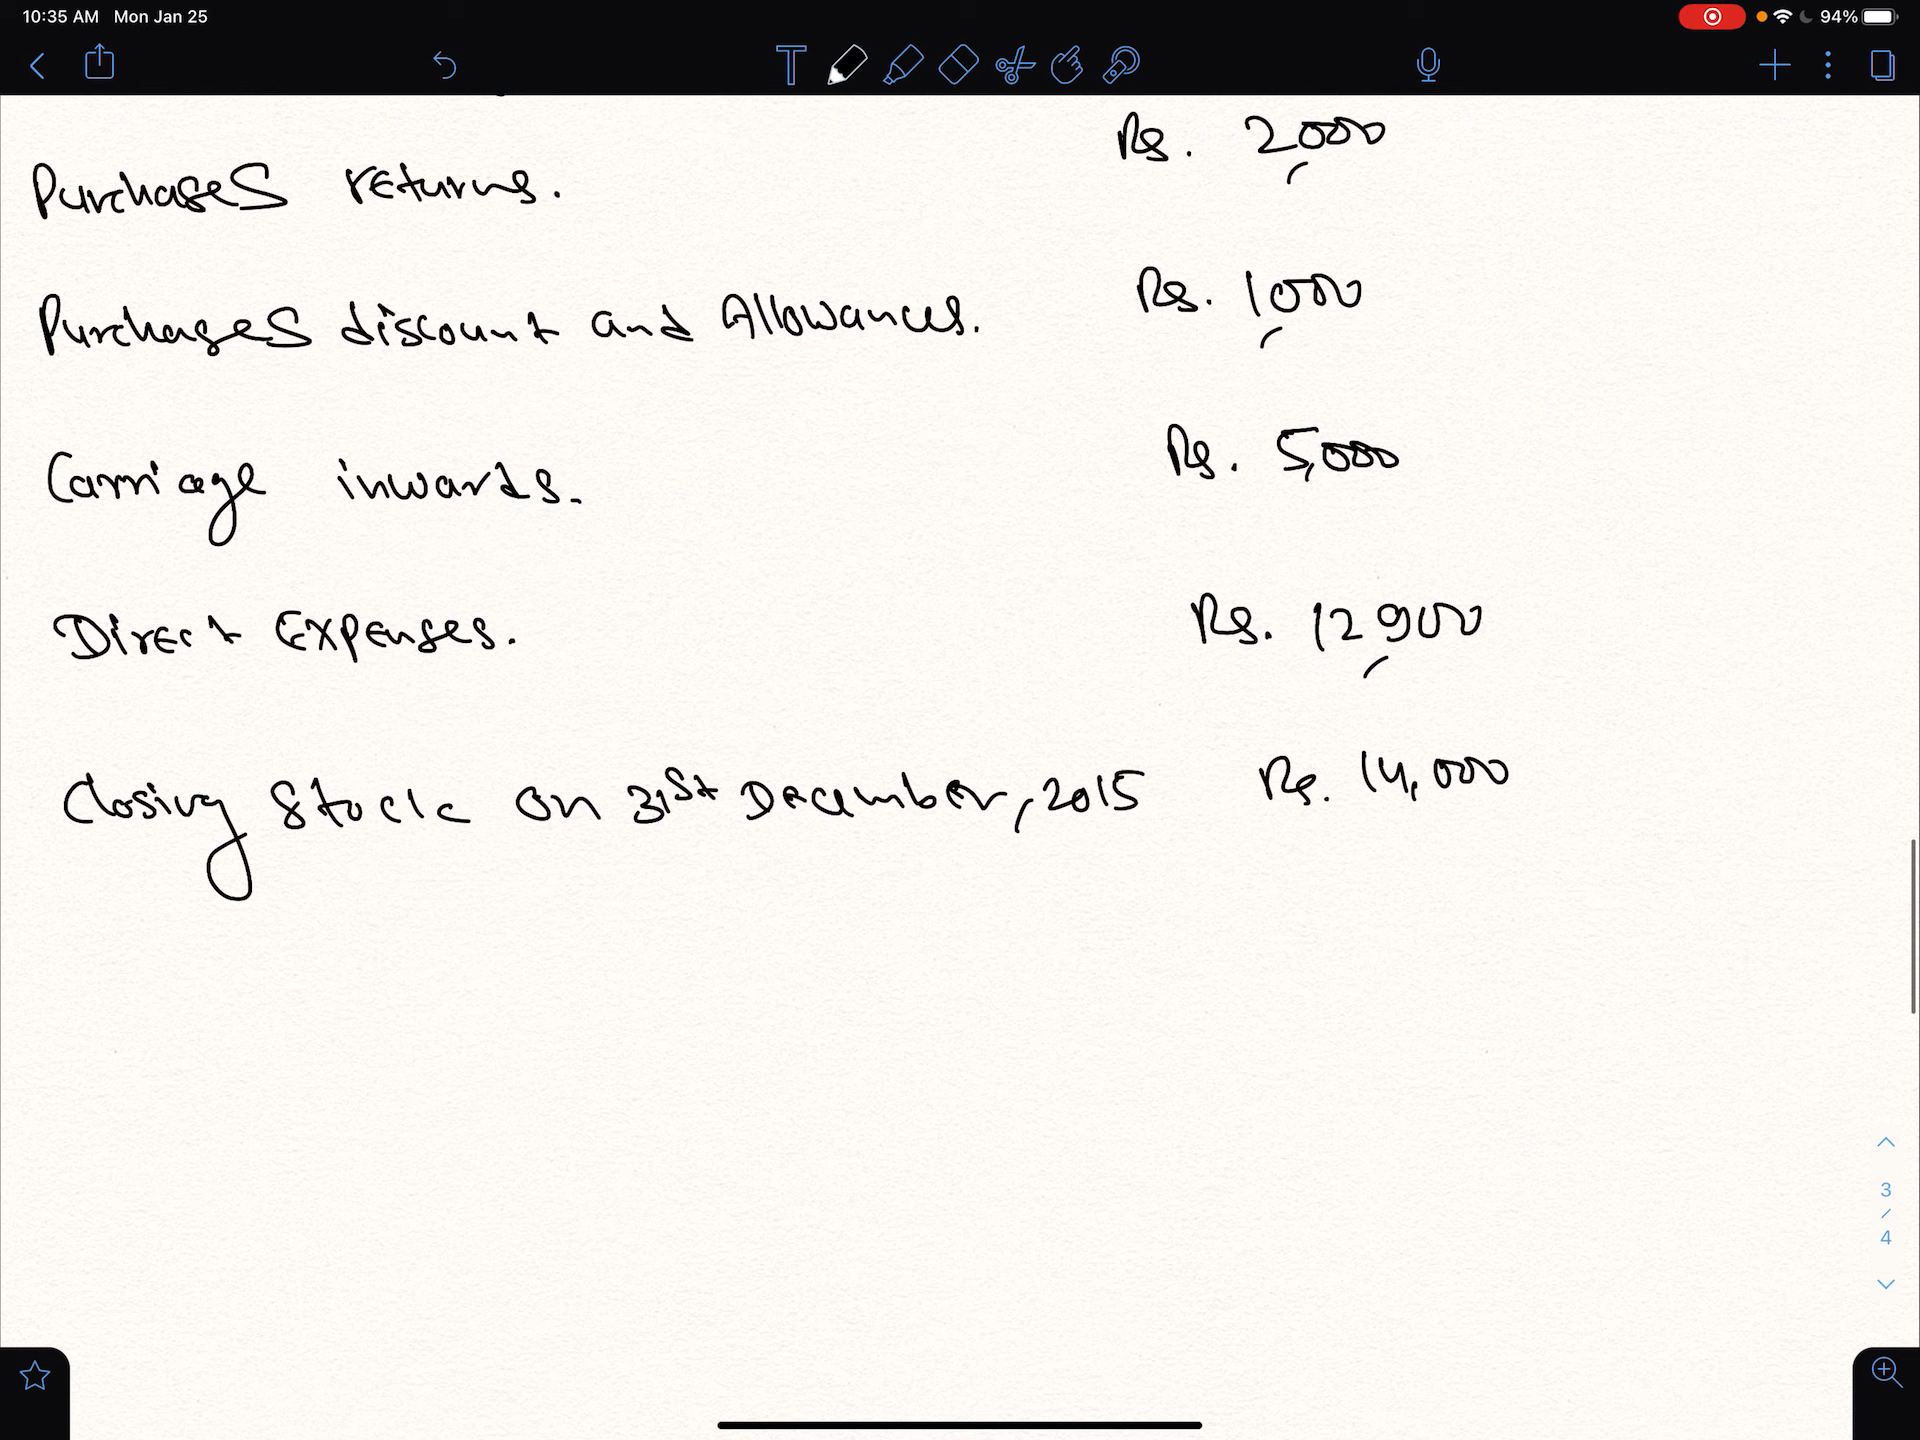 10:35 AM Mon Jan 25
94%
Purchases returns. Rs. 2,000
Purchases discount and Allowances. Rs. 1,000
Carriage inwards. Rs. 5,000
Direct Expenses. Rs. 12,900
Closing Stock on 31st December, 2015 Rs. 14,000
3
/
4